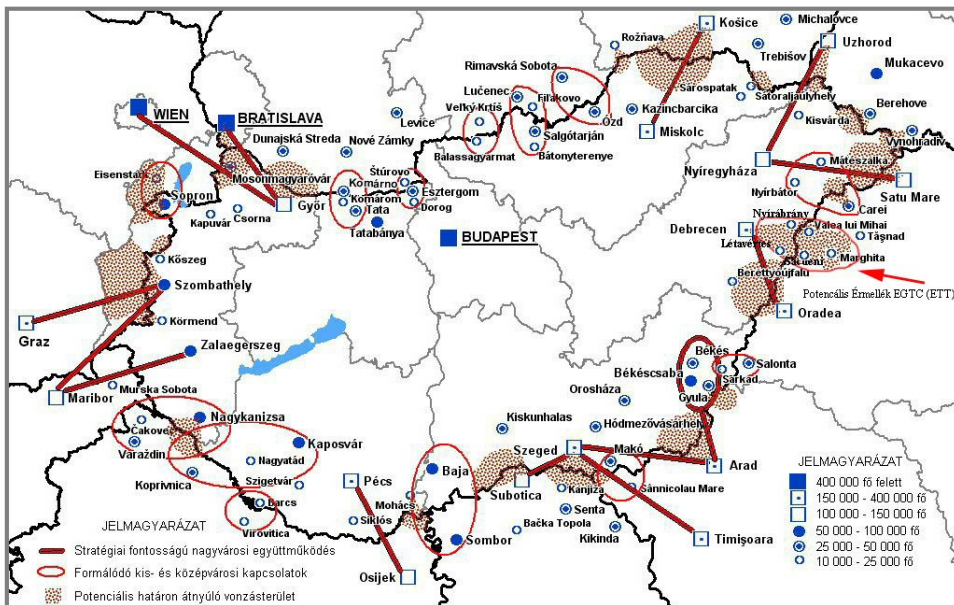 Košice
Michalovce
Uzhorod
Rožňava
Trebišov
Mukacevo
Rimavská Sobota
Sárospatak
Sátoraljaújhely
WIEN
BRATISLAVA
Lučenec
Fiľakovo
Kazincbarcika
Berehove
Levice
Veľký Krtíš
Ózd
Kisvárda
Dunajská Streda
Nové Zámky
Salgótarján
Miskolc
Vynohradiv
Balassagyarmat
Bátonyterenye
Mátészalka
Eisenstadt
Mosonmagyaróvár
Štúrovo
Nyíregyháza
Komárno
Esztergom
Satu Mare
Sopron
Győr
Komárom
Dorog
Nyírbátor
Kapuvár
Csorna
Tata
Carei
Tatabánya
Nyírábrány
Debrecen
Valea lui Mihai
BUDAPEST
Létavértes
Tășnad
Kőszeg
Săcueni
Marghita
Berettyóújfalu
Szombathely
Potencális Érmellék EGTC (ETT)
Körmend
Oradea
Graz
Zalaegerszeg
Békés
Salonta
Békéscsaba
Sarkad
Murska Sobota
Gyula
Maribor
Orosháza
Nagykanizsa
Kiskunhalas
Čakovec
Hódmezővásárhely
Varaždin
Kaposvár
Szeged
Makó
Nagyatád
Baja
Arad
Koprivnica
Szigetvár
Pécs
Subotica
Kanjiža
Sânnicolau Mare
Mohács
Barcs
Siklós
Senta
Virovitica
Bačka Topola
Kikinda
Sombor
Timişoara
Osijek
JELMAGYARÁZAT
Stratégiai fontosságú nagyvárosi együttműködés
Formálódó kis- és középvárosi kapcsolatok
Potenciális határon átnyúló vonzásterület
JELMAGYARÁZAT
400 000 fő felett
150 000 - 400 000 fő
100 000 - 150 000 fő
50 000 - 100 000 fő
25 000 - 50 000 fő
10 000 - 25 000 fő